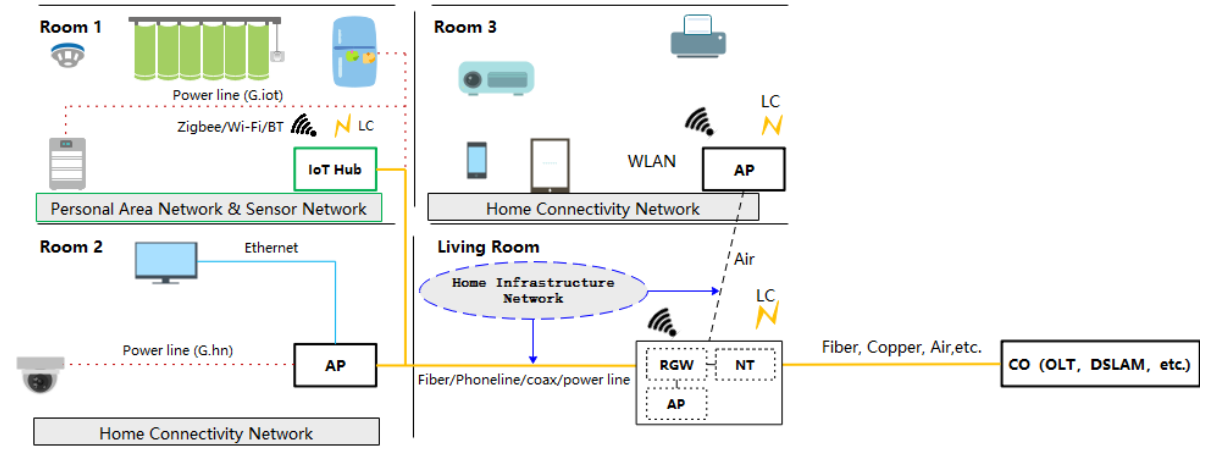 Room 1
Power line (G.iot)
Zigbee/Wi-Fi/BT
LC
IoT Hub
Personal Area Network & Sensor Network
Room 3
LC
WLAN
AP
Home Connectivity Network
Room 2
Ethernet
Power line (G.hn)
AP
Home Connectivity Network
Living Room
Home Infrastructure
Network
Air
LC
Fiber/Phoneline/coax/power line
RGW
NT
AP
Fiber, Copper, Air,etc.
CO (OLT, DSLAM, etc.)